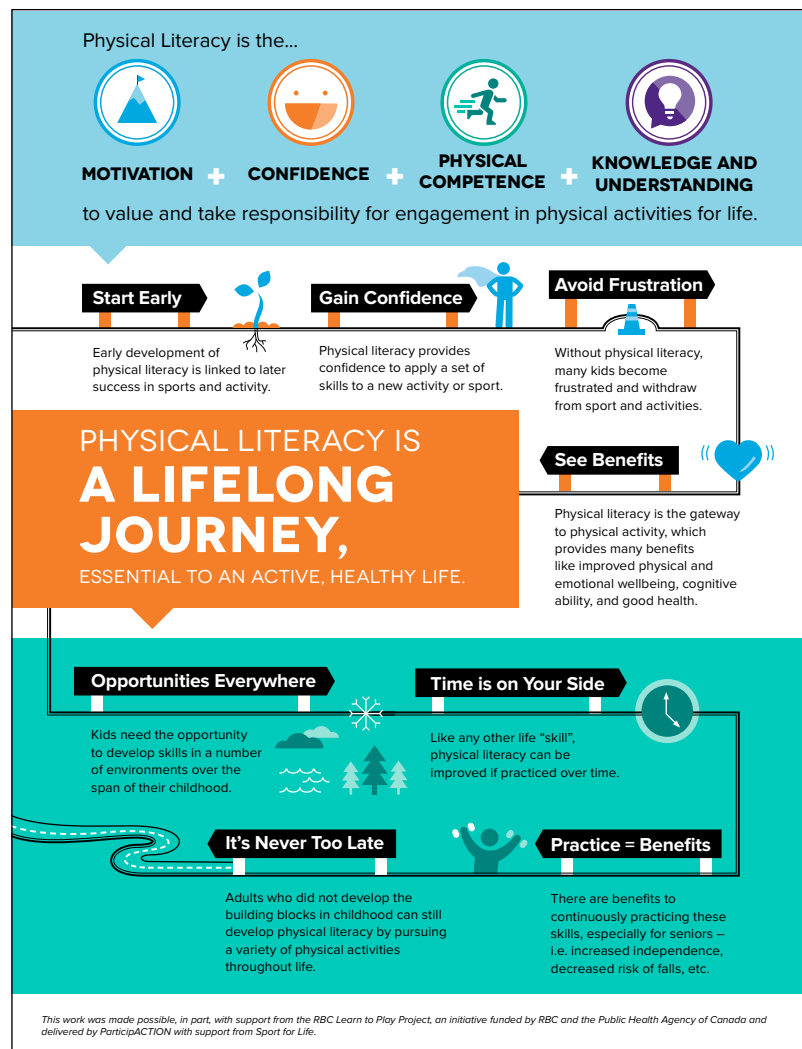 Physical Literacy is the...
MOTIVATION + CONFIDENCE + PHYSICAL COMPETENCE + KNOWLEDGE AND UNDERSTANDING
to value and take responsibility for engagement in physical activities for life.
Start Early
Early development of
physical literacy is linked to later
success in sports and activity.
Gain Confidence
Physical literacy provides
confidence to apply a set of
skills to a new activity or sport.
Avoid Frustration
Without physical literacy,
many kids become
frustrated and withdraw
from sport and activities.
See Benefits
Physical literacy is the gateway
to physical activity, which
provides many benefits
like improved physical and
emotional wellbeing, cognitive
ability, and good health.
PHYSICAL LITERACY IS
A LIFELONG
JOURNEY,
ESSENTIAL TO AN ACTIVE, HEALTHY LIFE.
Opportunities Everywhere
Kids need the opportunity
to develop skills in a number
of environments over the
span of their childhood.
Time is on Your Side
Like any other life “skill”,
physical literacy can be
improved if practiced over time.
Practice = Benefits
There are benefits to
continuously practicing these
skills, especially for seniors –
i.e. increased independence,
decreased risk of falls, etc.
It’s Never Too Late
Adults who did not develop the
building blocks in childhood can still
develop physical literacy by pursuing
a variety of physical activities
throughout life.
This work was made possible, in part, with support from the RBC Learn to Play Project, an initiative funded by RBC and the Public Health Agency of Canada and
delivered by ParticipACTION with support from Sport for Life.